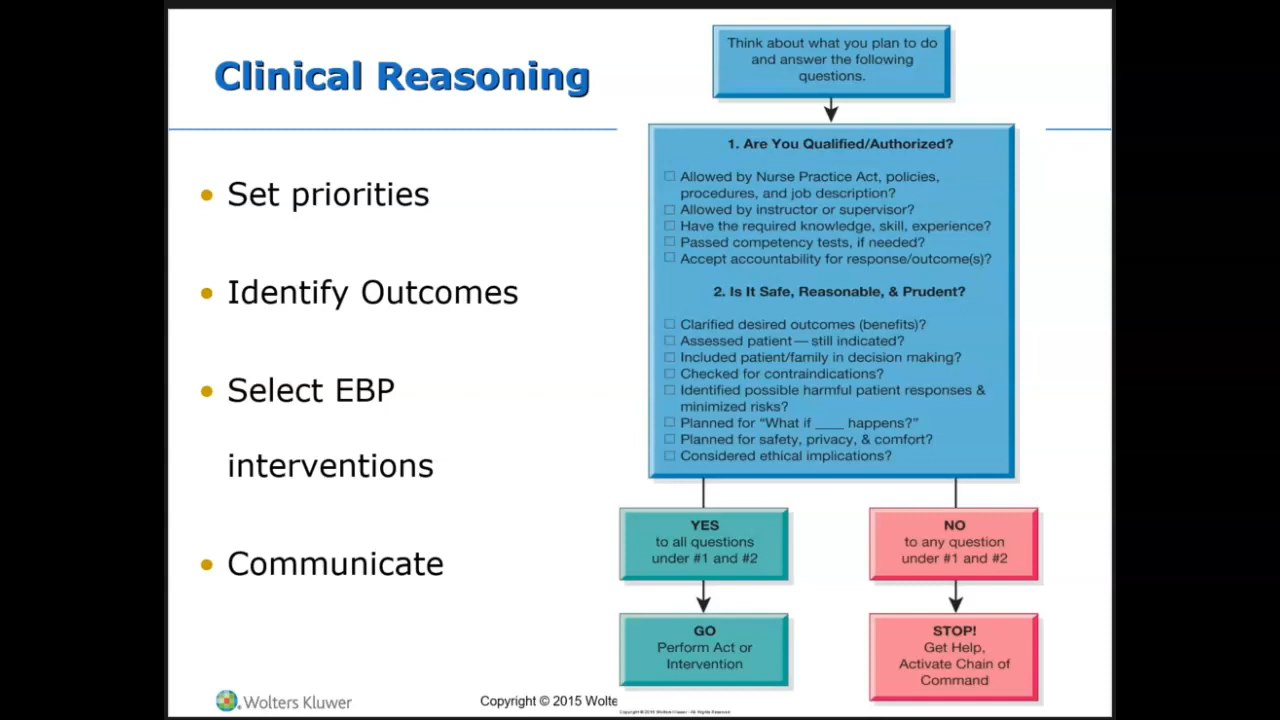 Clinical Reasoning
• Set priorities
• Identify Outcomes
• Select EBP
interventions
• Communicate
Think about what you plan to do
and answer the following
questions.
1. Are You Qualified/Authorized?
☐ Allowed by Nurse Practice Act, policies,
procedures, and job description?
☐ Allowed by instructor or supervisor?
☐ Have the required knowledge, skill, experience?
☐ Passed competency tests, if needed?
☐ Accept accountability for response/outcome(s)?
2. Is It Safe, Reasonable, & Prudent?
☐ Clarified desired outcomes (benefits)?
☐ Assessed patient — still indicated?
☐ Included patient/family in decision making?
☐ Checked for contraindications?
☐ Identified possible harmful patient responses &
minimized risks?
☐ Planned for “What if ____ happens?”
☐ Planned for safety, privacy, & comfort?
☐ Considered ethical implications?
YES
to all questions
under #1 and #2
NO
to any question
under #1 and #2
GO
Perform Act or
Intervention
STOP!
Get Help,
Activate Chain of
Command
Wolters Kluwer
Copyright © 2015 Wolte